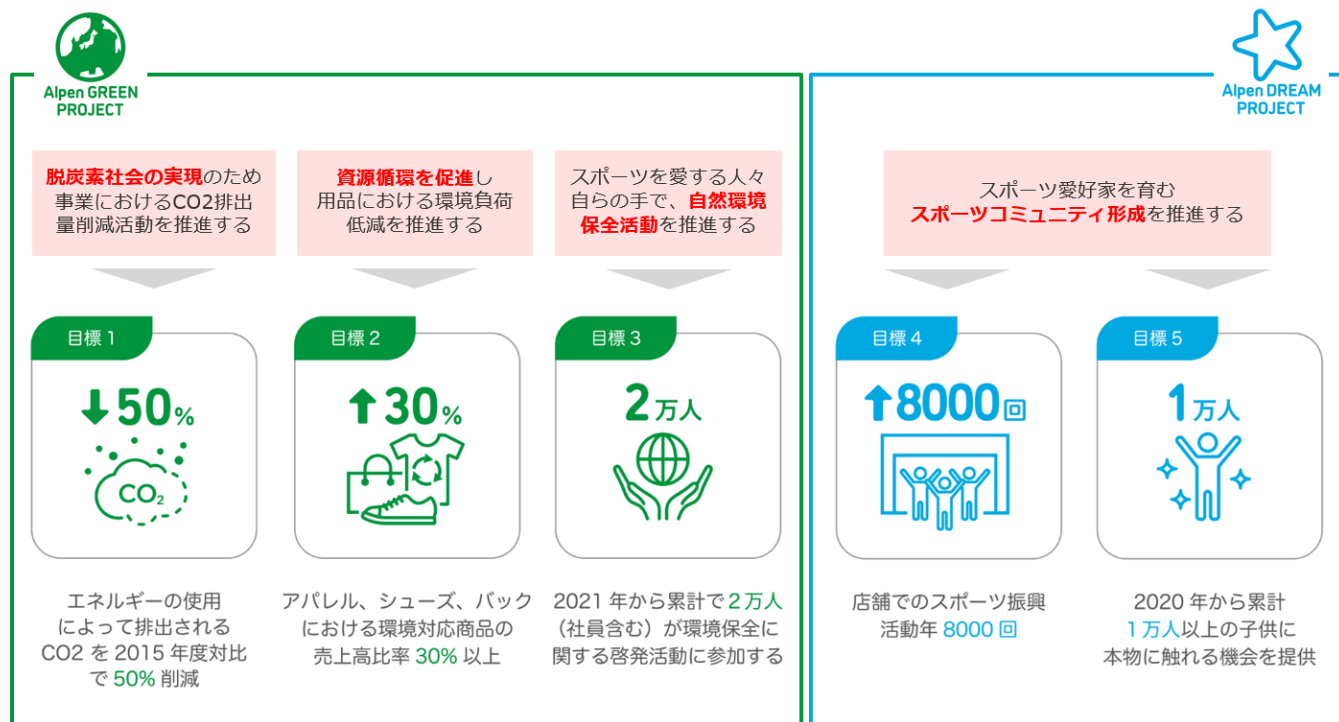 Alpen GREEN
PROJECT
Alpen DREAM
PROJECT
脱炭素社会の実現のため
事業におけるCO2排出
量削減活動を推進する
資源循環を促進し
用品における環境負荷
低減を推進する
スポーツを愛する人々
自らの手で、自然環境
保全活動を推進する
スポーツ愛好家を育む
スポーツコミュニティ形成を推進する
目標 1
↓50%
CO₂
エネルギーの使用
によって排出される
CO2 を 2015 年度対比
で 50% 削減
目標 2
↑30%
アパレル、シューズ、バック
における環境対応商品の
売上高比率 30% 以上
目標 3
2万人
2021 年から累計で 2 万人
（社員含む）が環境保全に
関する啓発活動に参加する
目標 4
↑8000回
店舗でのスポーツ振興
活動年 8000 回
目標 5
1万人
2020 年から累計
1 万人以上の子供に
本物に触れる機会を提供